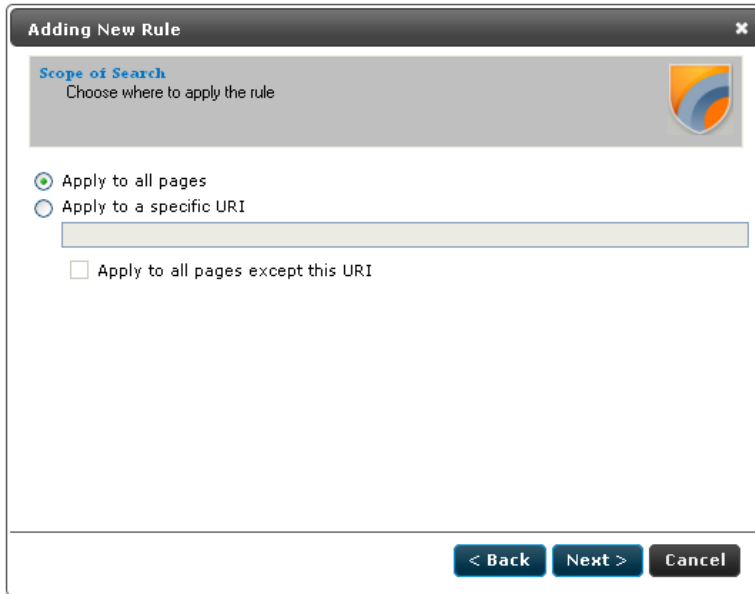 Adding New Rule
Scope of Search
Choose where to apply the rule
Apply to all pages
Apply to a specific URI
Apply to all pages except this URI
< Back Next > Cancel